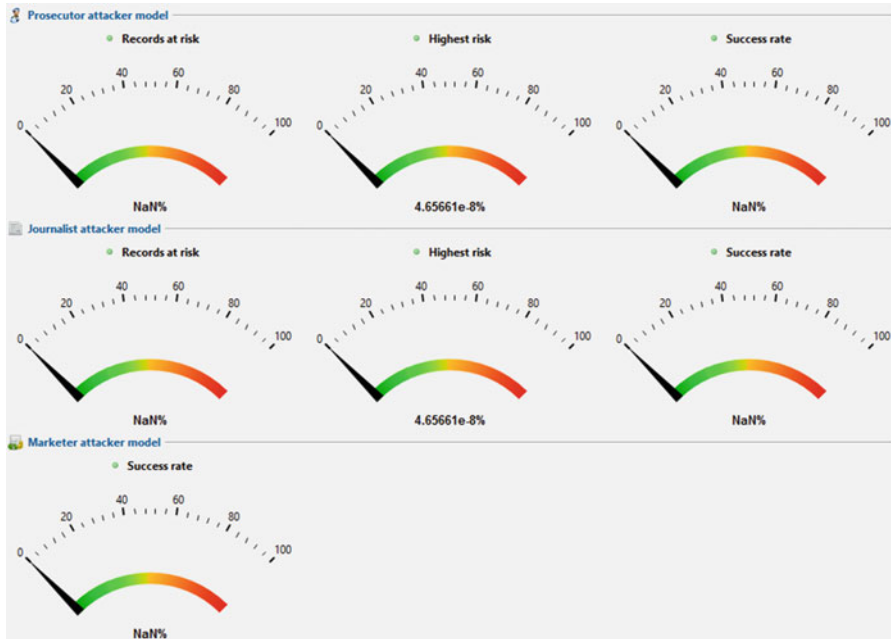 Prosecutor attacker model
Records at risk
Highest risk
Success rate
0 20 40 60 80 100
0 20 40 60 80 100
0 20 40 60 80 100
NaN%
4.65661e-8%
NaN%
Journalist attacker model
Records at risk
Highest risk
Success rate
0 20 40 60 80 100
0 20 40 60 80 100
0 20 40 60 80 100
NaN%
4.65661e-8%
NaN%
Marketer attacker model
Success rate
0 20 40 60 80 100
NaN%